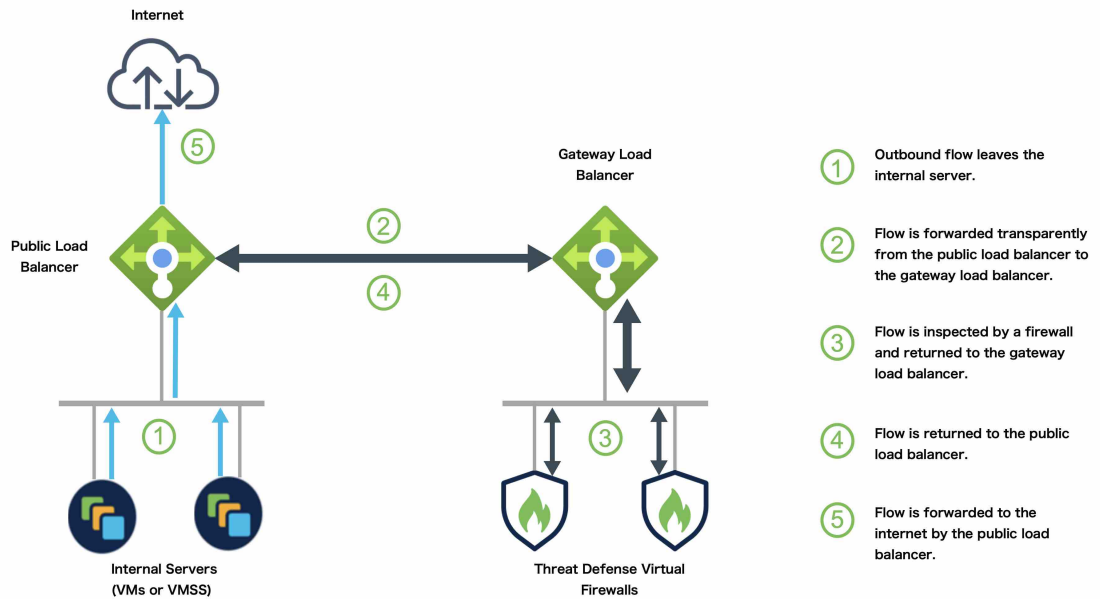 Internet
5
Gateway Load
Balancer
Public Load
Balancer
2
4
1
3
Internal Servers
(VMs or VMSS)
Threat Defense Virtual
Firewalls
1
Outbound flow leaves the
internal server.
2
Flow is forwarded transparently
from the public load balancer to
the gateway load balancer.
3
Flow is inspected by a firewall
and returned to the gateway
load balancer.
4
Flow is returned to the public
load balancer.
5
Flow is forwarded to the
internet by the public load
balancer.